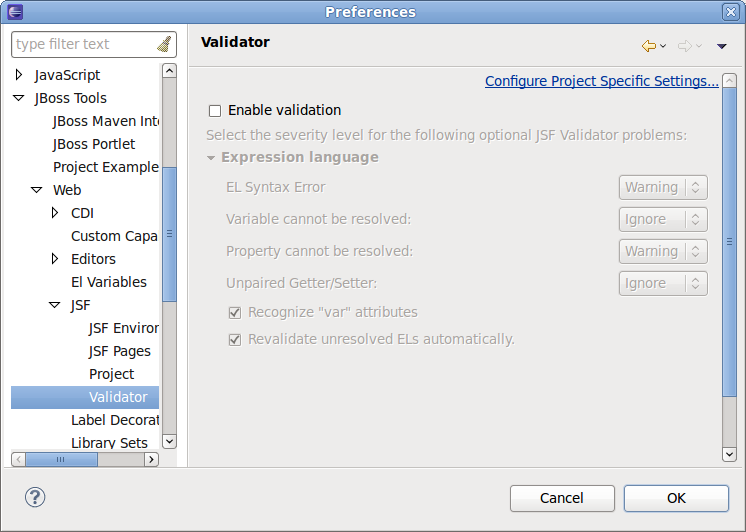 Preferences
type filter text
JavaScript
JBoss Tools
JBoss Maven Inte
JBoss Portlet
Project Example
Web
CDI
Custom Capa
Editors
El Variables
JSF
JSF Environ
JSF Pages
Project
Validator
Label Decorat
Library Sets
Validator
Configure Project Specific Settings...
Enable validation
Select the severity level for the following optional JSF Validator problems:
Expression language
EL Syntax Error Warning
Variable cannot be resolved: Ignore
Property cannot be resolved: Warning
Unpaired Getter/Setter: Ignore
Recognize "var" attributes
Revalidate unresolved ELs automatically.
? Cancel OK